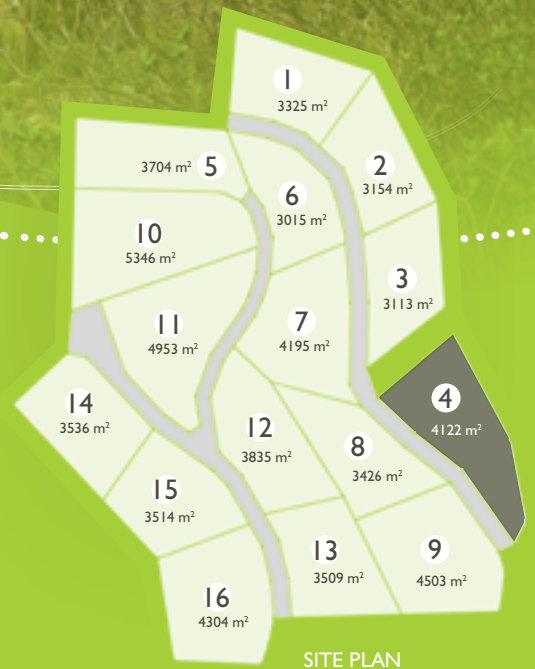 1
3325 m²
2
3154 m²
3704 m² 5
6
3015 m²
10
5346 m²
3
3113 m²
11
4953 m²
7
4195 m²
4
4122 m²
14
3536 m²
12
3835 m²
8
3426 m²
15
3514 m²
13
3509 m²
9
4503 m²
16
4304 m²
SITE PLAN